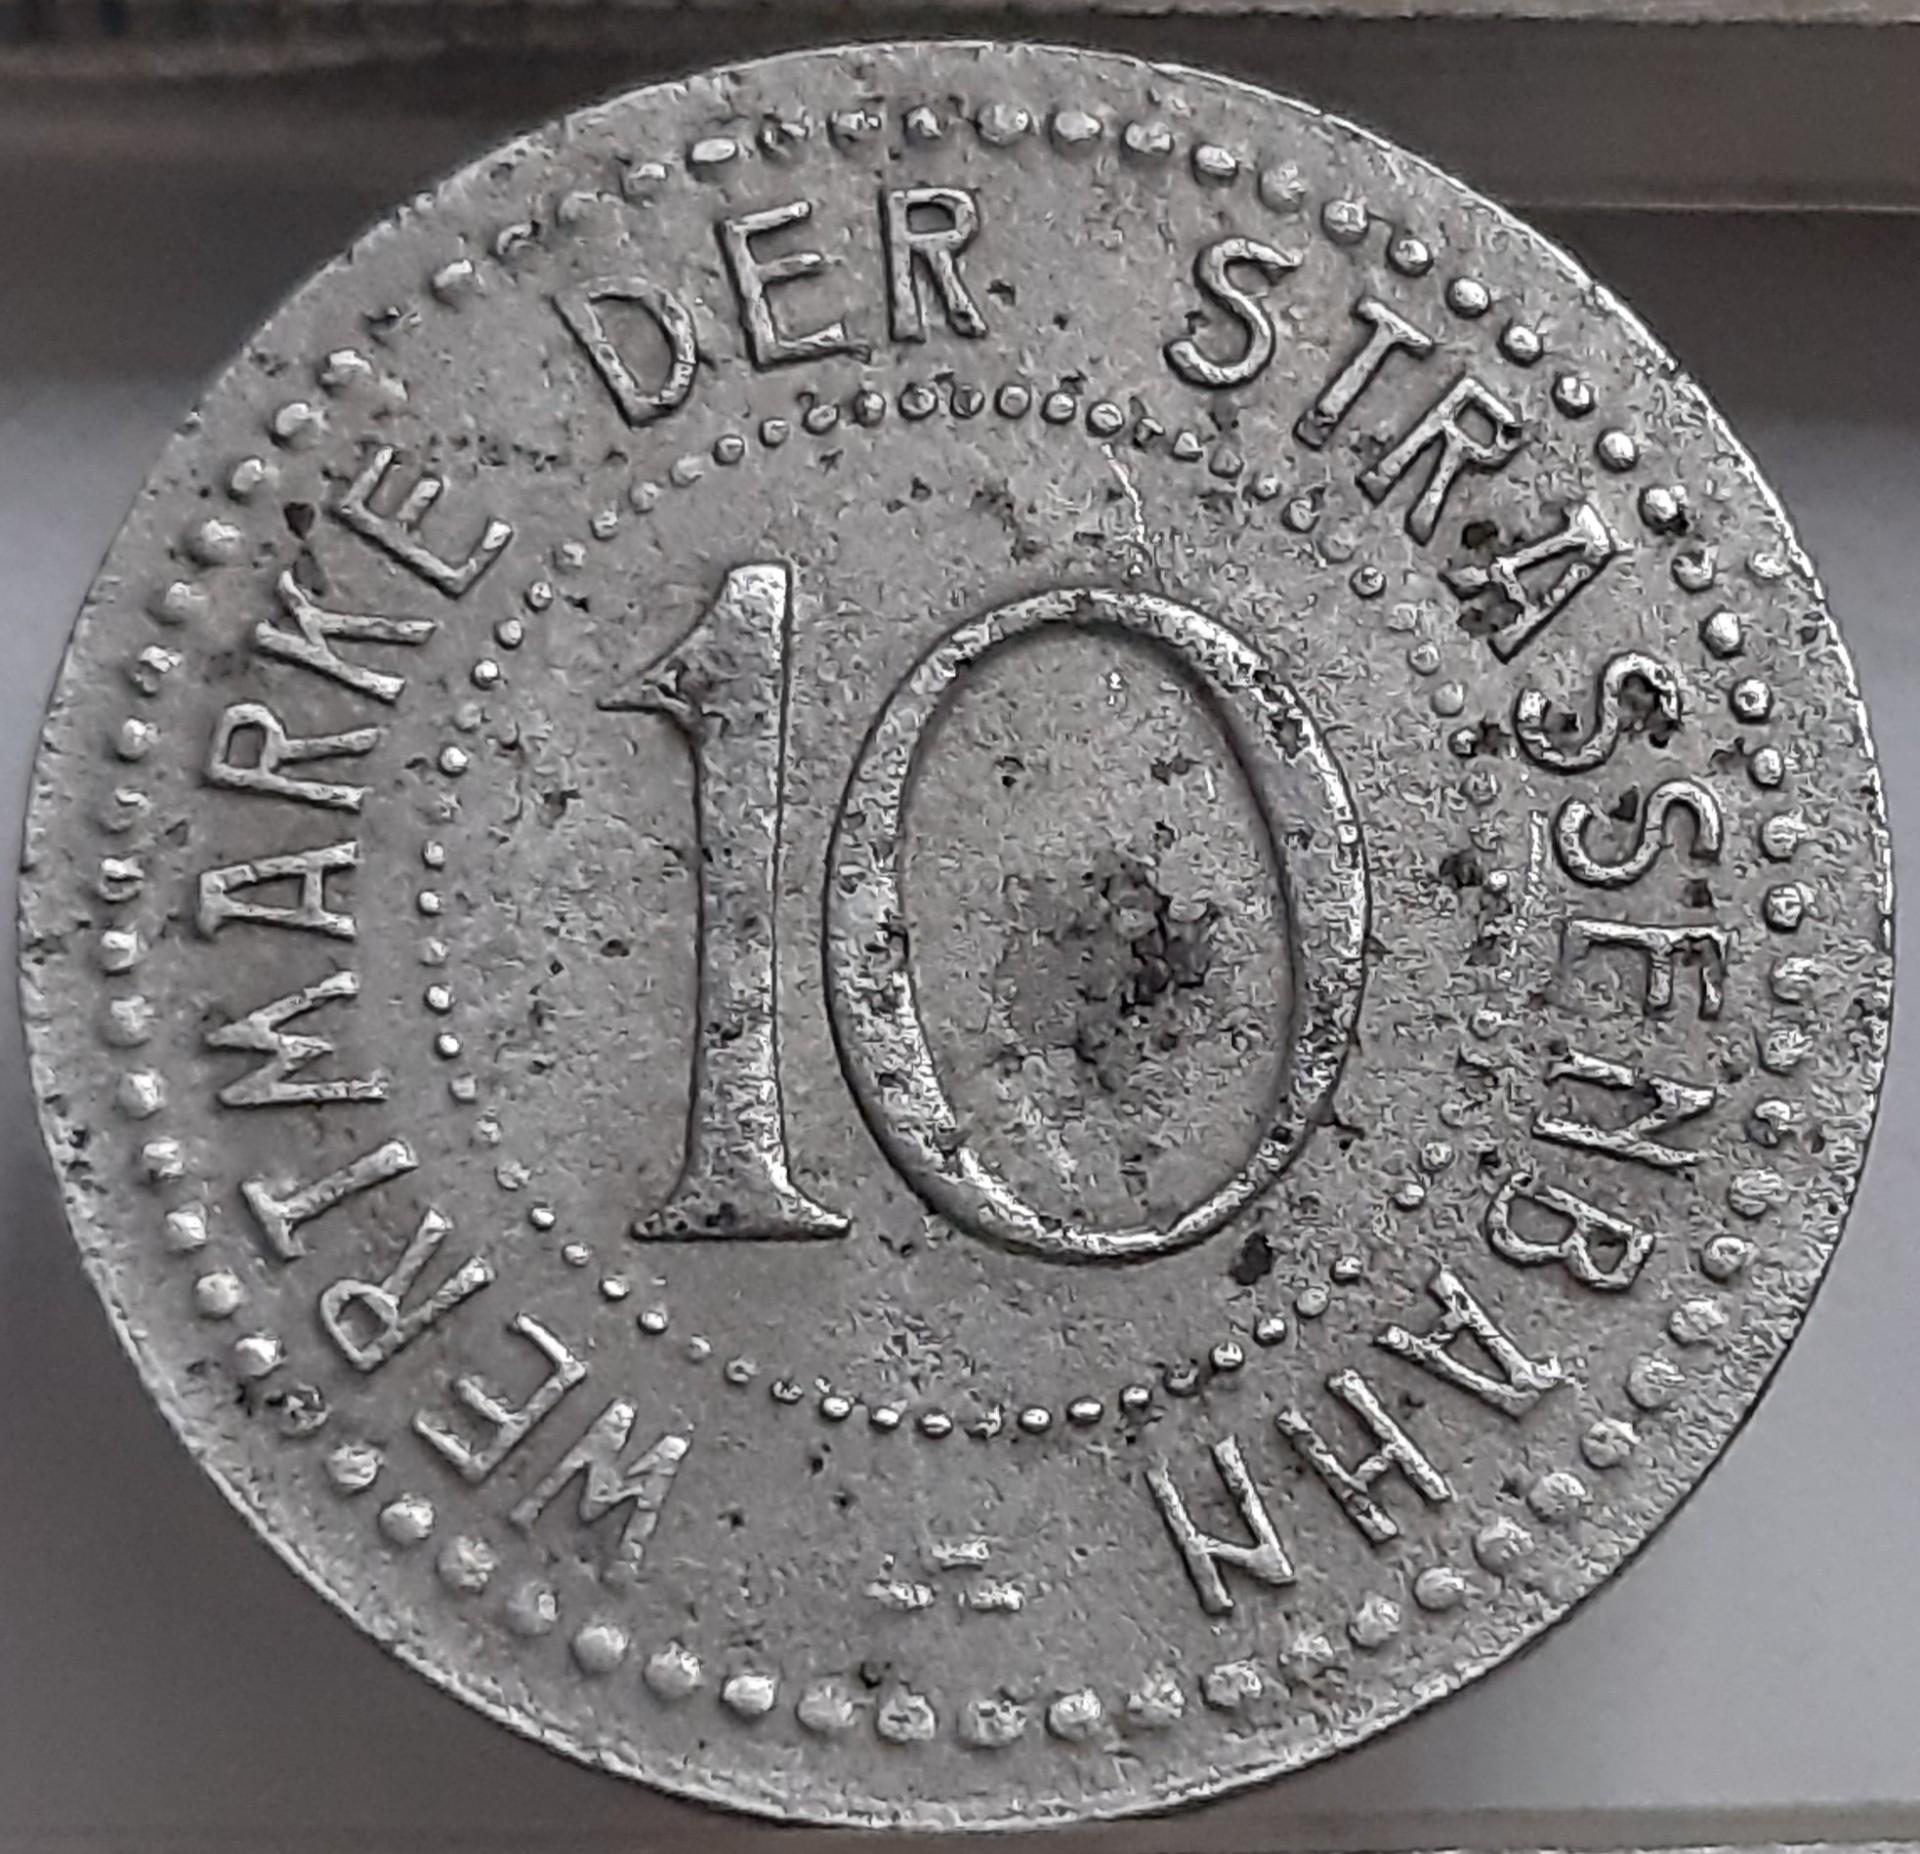 WERTMARKE DER STRASSENBAHN
10